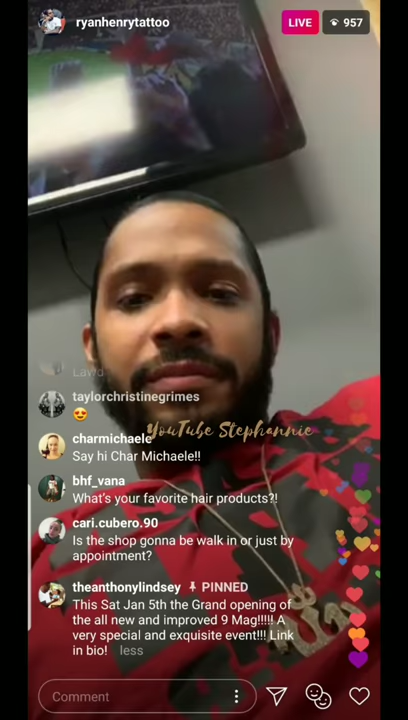 ryanhenrytattoo
LIVE
957
Lawd
taylorchristinegrimes
😍
charmichaele
YouTube Stephannie
Say hi Char Michaele!!
bhf_vana
What's your favorite hair products?!
cari.cubero.90
Is the shop gonna be walk in or just by
appointment?
theanthonylindsey PINNED
This Sat Jan 5th the Grand opening of
the all new and improved 9 Mag!!!!! A
very special and exquisite event!!! Link
in bio! less
Comment